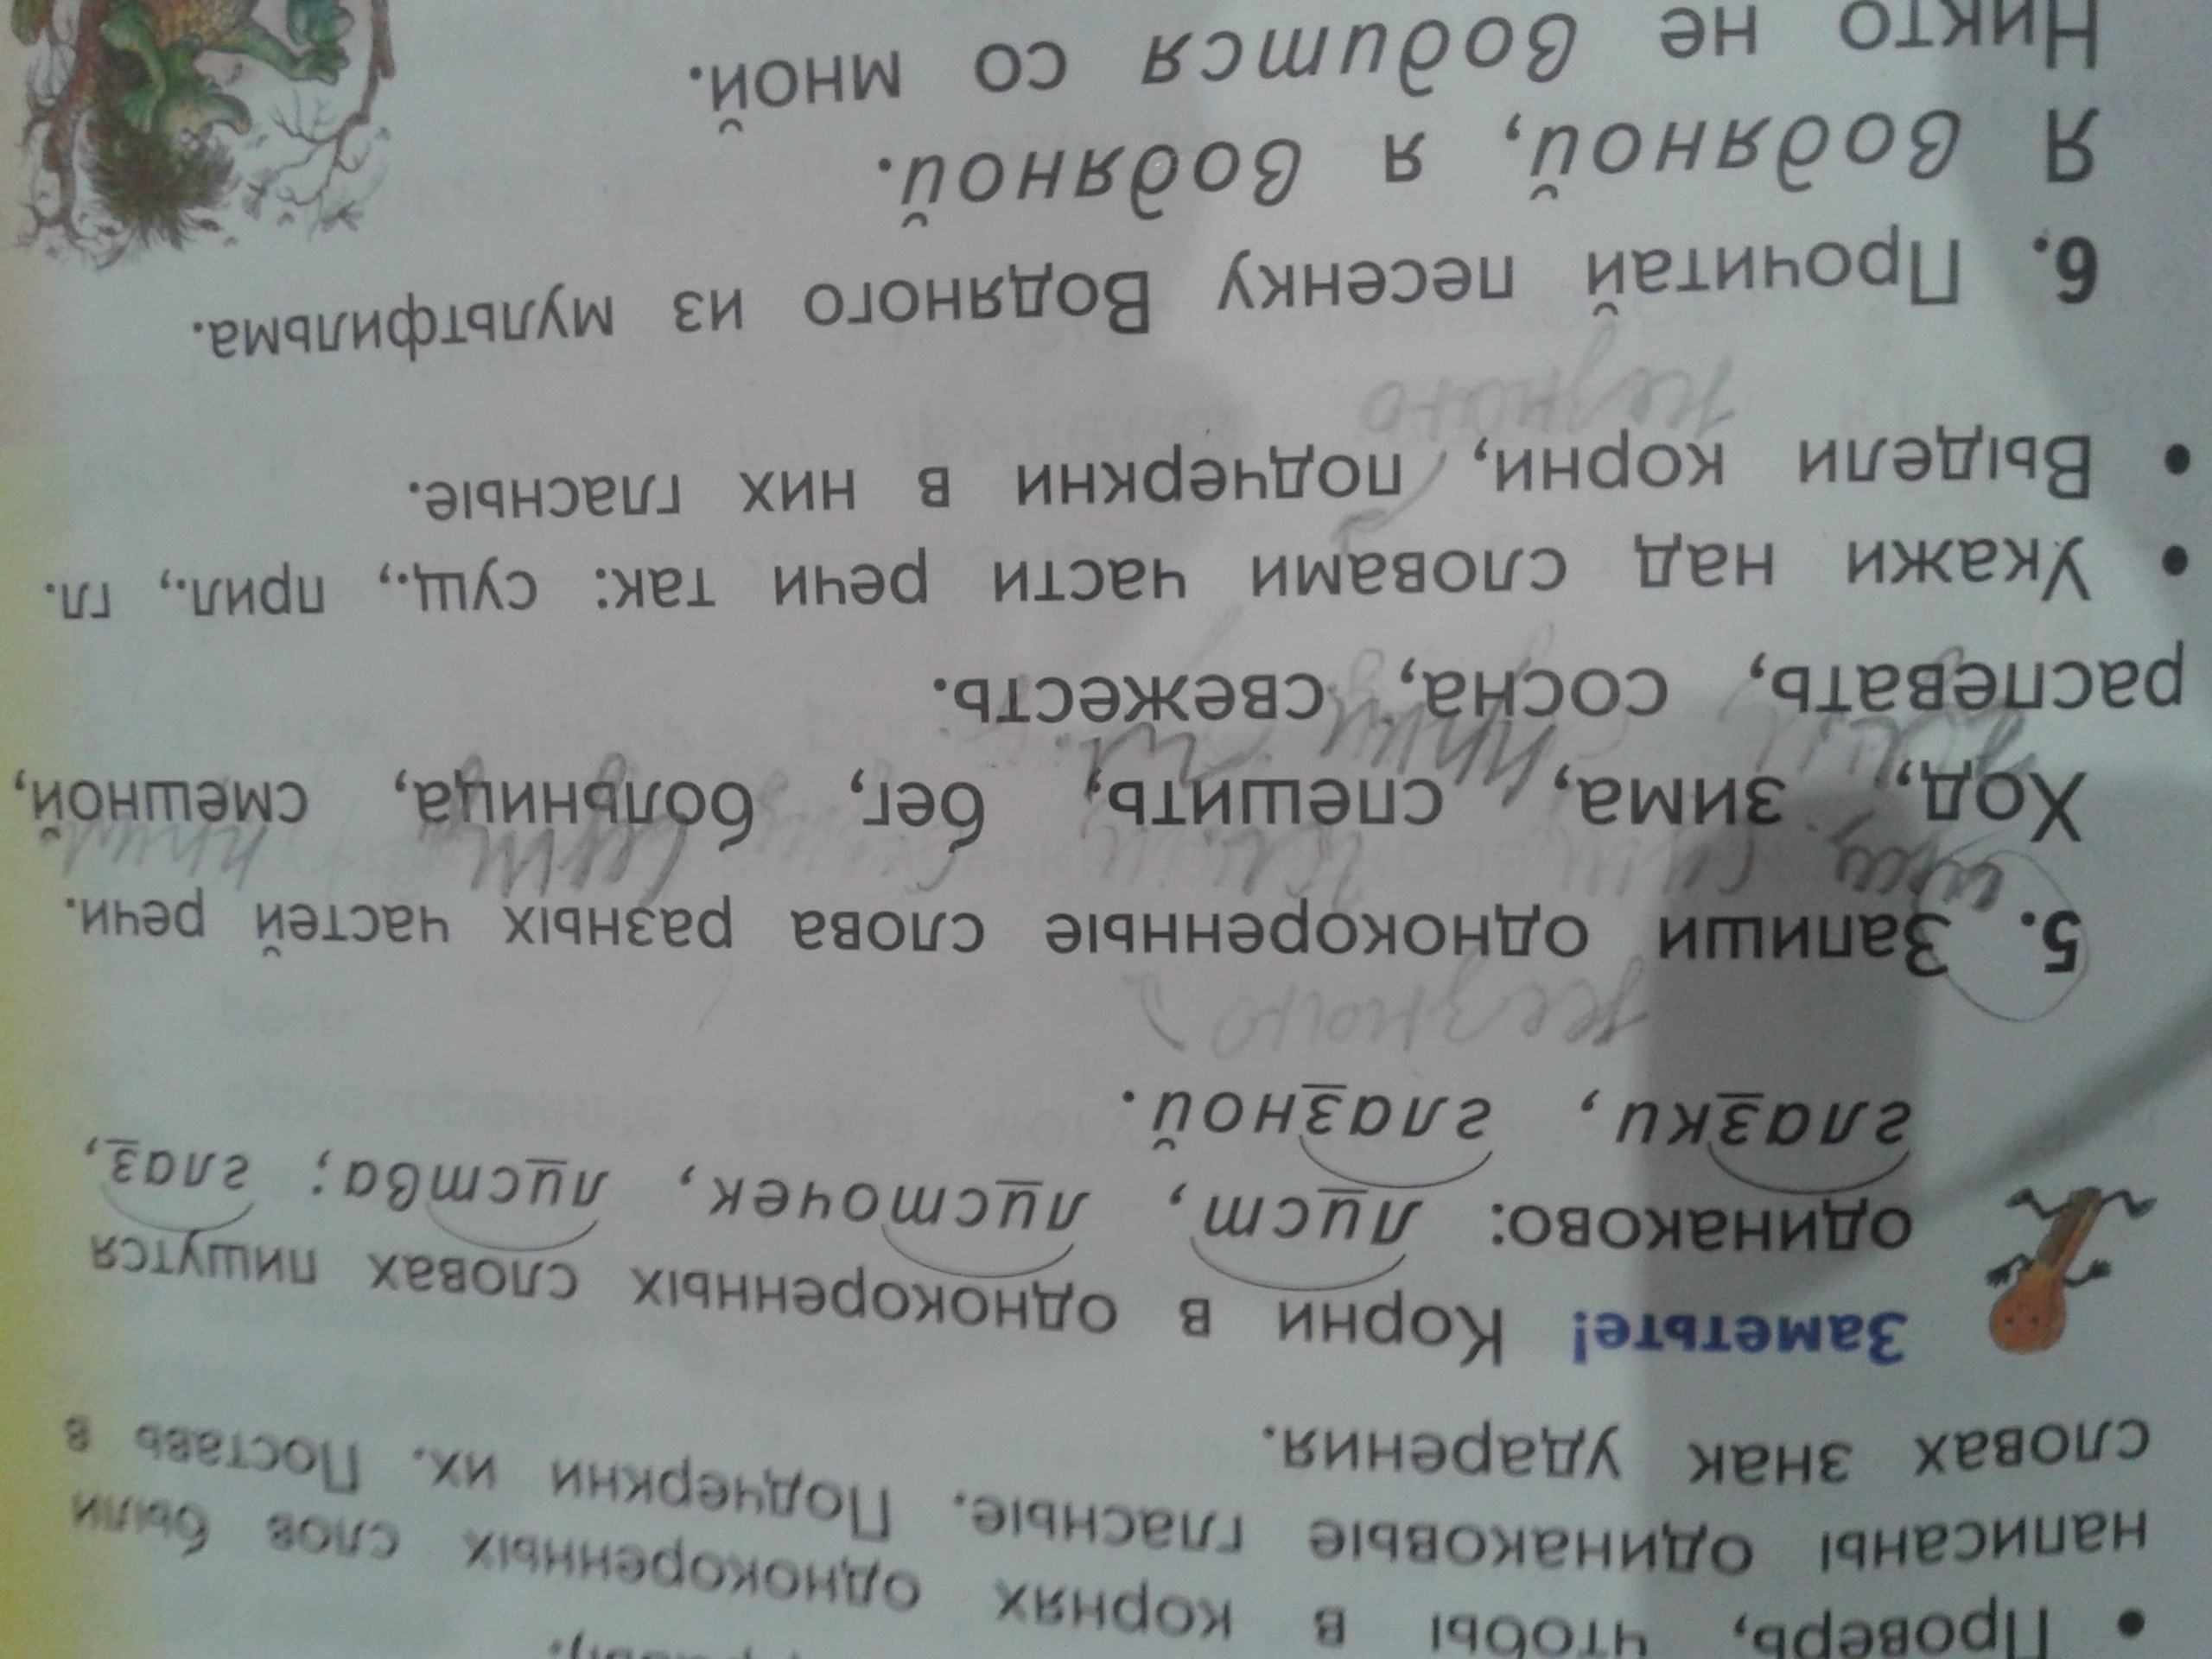 • Проверь, чтобы в корнях однокоренных слов были
написаны одинаковые гласные. Подчеркни их. Поставь в
словах знак ударения.
Заметьте! Корни в однокоренных словах пишутся
одинаково: лист, листочек, листва; глаз,
глазки, глазной.
незнаю
5. Запиши однокоренные слова разных частей речи.
Ход, зима, спешить, бег, больница, смешной,
распевать, сосна, свежесть.
• Укажи над словами части речи так: сущ., прил., гл.
• Выдели корни, подчеркни в них гласные.
незнаю
6. Прочитай песенку Водяного из мультфильма.
Я водяной, я водяной.
Никто не водится со мной.